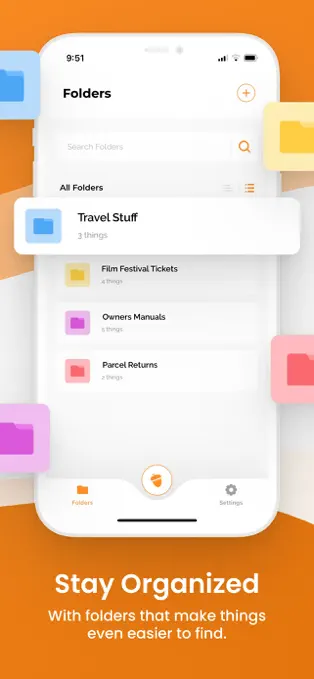 9:51
Folders
Search Folders
All Folders
Travel Stuff
3 things
Film Festival Tickets
4 things
Owners Manuals
5 things
Parcel Returns
2 things
Folders
Settings
Stay Organized
With folders that make things
even easier to find.